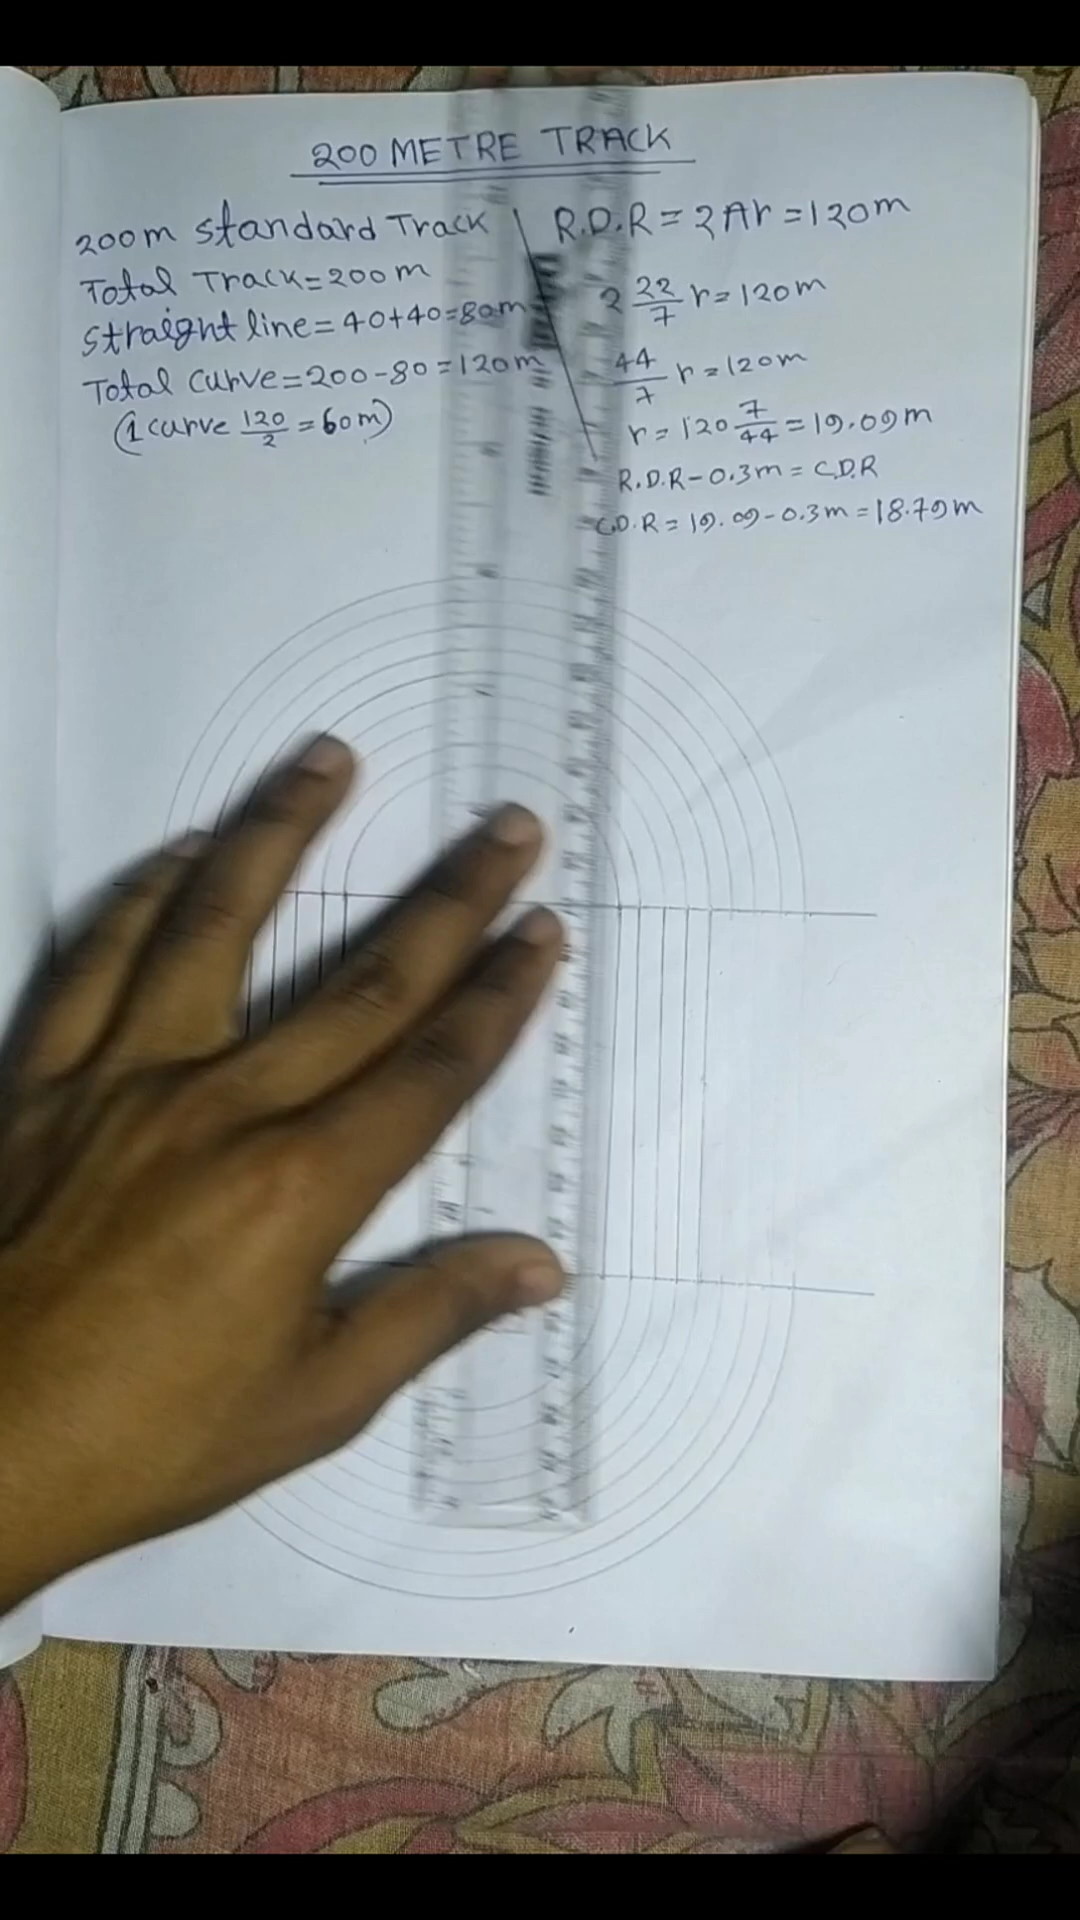 200 METRE TRACK
200m standard Track
Total Track=200m
straight line=40+40=80m
Total Curve=200-80=120m
(1 curve 120/2 = 60m)
R.D.R = 2πr = 120m
2 22/7 r = 120m
44/7 r = 120m
r = 120 7/44 = 19.09m
R.D.R - 0.3m = C.D.R
C.D.R = 19.09 - 0.3m = 18.79m